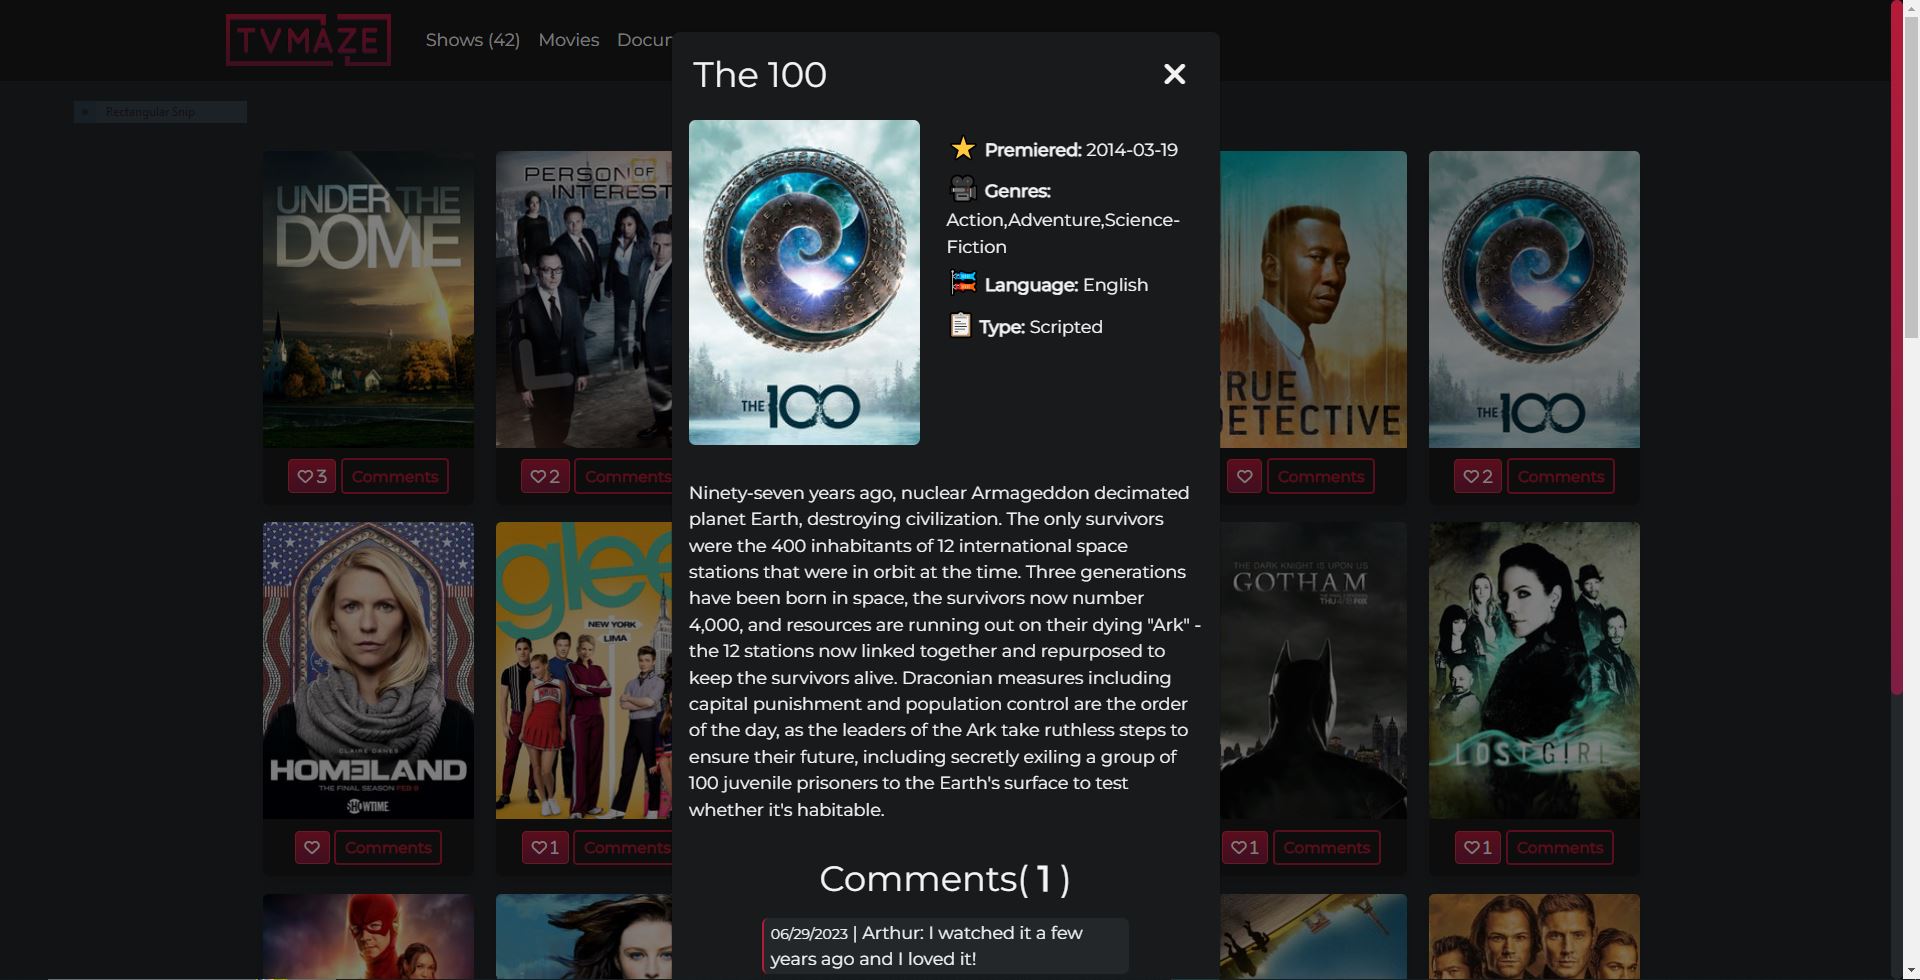 TVMAZE
Shows (42) Movies Docum
Rectangular Snip
The 100
Premiered: 2014-03-19
Genres:
Action,Adventure,Science-
Fiction
Language: English
Type: Scripted
THE 100
Ninety-seven years ago, nuclear Armageddon decimated
planet Earth, destroying civilization. The only survivors
were the 400 inhabitants of 12 international space
stations that were in orbit at the time. Three generations
have been born in space, the survivors now number
4,000, and resources are running out on their dying "Ark" -
the 12 stations now linked together and repurposed to
keep the survivors alive. Draconian measures including
capital punishment and population control are the order
of the day, as the leaders of the Ark take ruthless steps to
ensure their future, including secretly exiling a group of
100 juvenile prisoners to the Earth's surface to test
whether it's habitable.
Comments( 1 )
06/29/2023 | Arthur: I watched it a few
years ago and I loved it!
UNDER THE
DOME
3 Comments
PERSON OF
INTEREST
2 Comments
TRUE
DETECTIVE
Comments
THE 100
2 Comments
CLAIRE DANES
HOMELAND
THE FINAL SEASON FEB 9
SHOWTIME
Comments
glee
NEW YORK
LIMA
1 Comments
THE DARK KNIGHT IS UPON US
GOTHAM
1 Comments
LOST GIRL
1 Comments